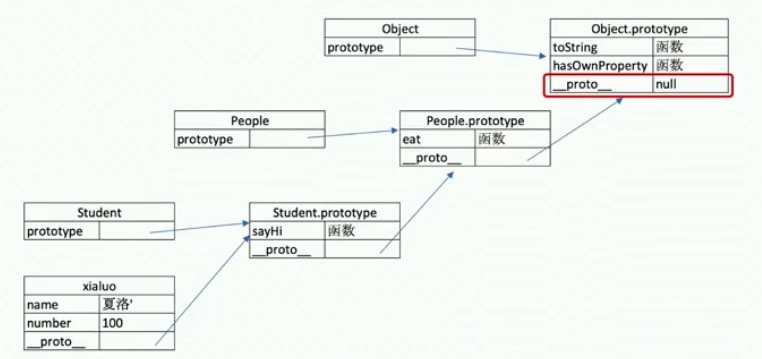 Object
prototype
Object.prototype
toString 函数
hasOwnProperty 函数
__proto__ null
People
prototype
People.prototype
eat 函数
__proto__
Student
prototype
Student.prototype
sayHi 函数
__proto__
xialuo
name 夏洛'
number 100
__proto__